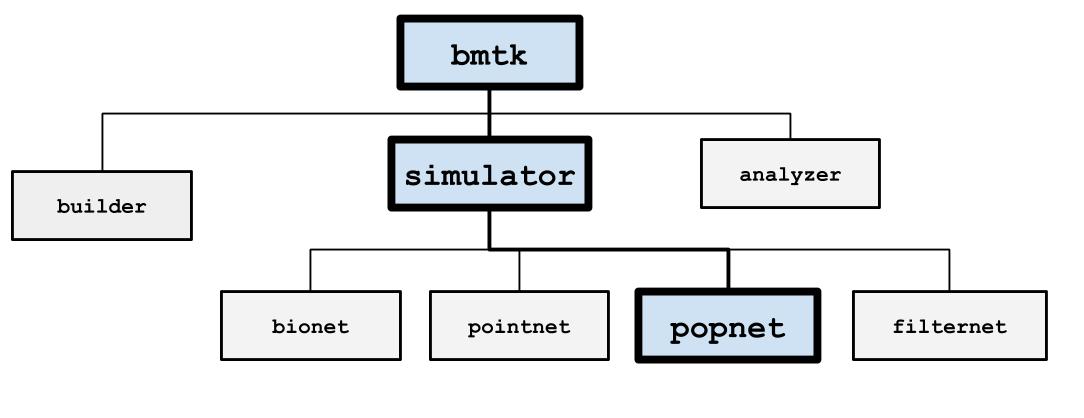 bmtk
simulator
analyzer
builder
bionet
pointnet
popnet
filternet